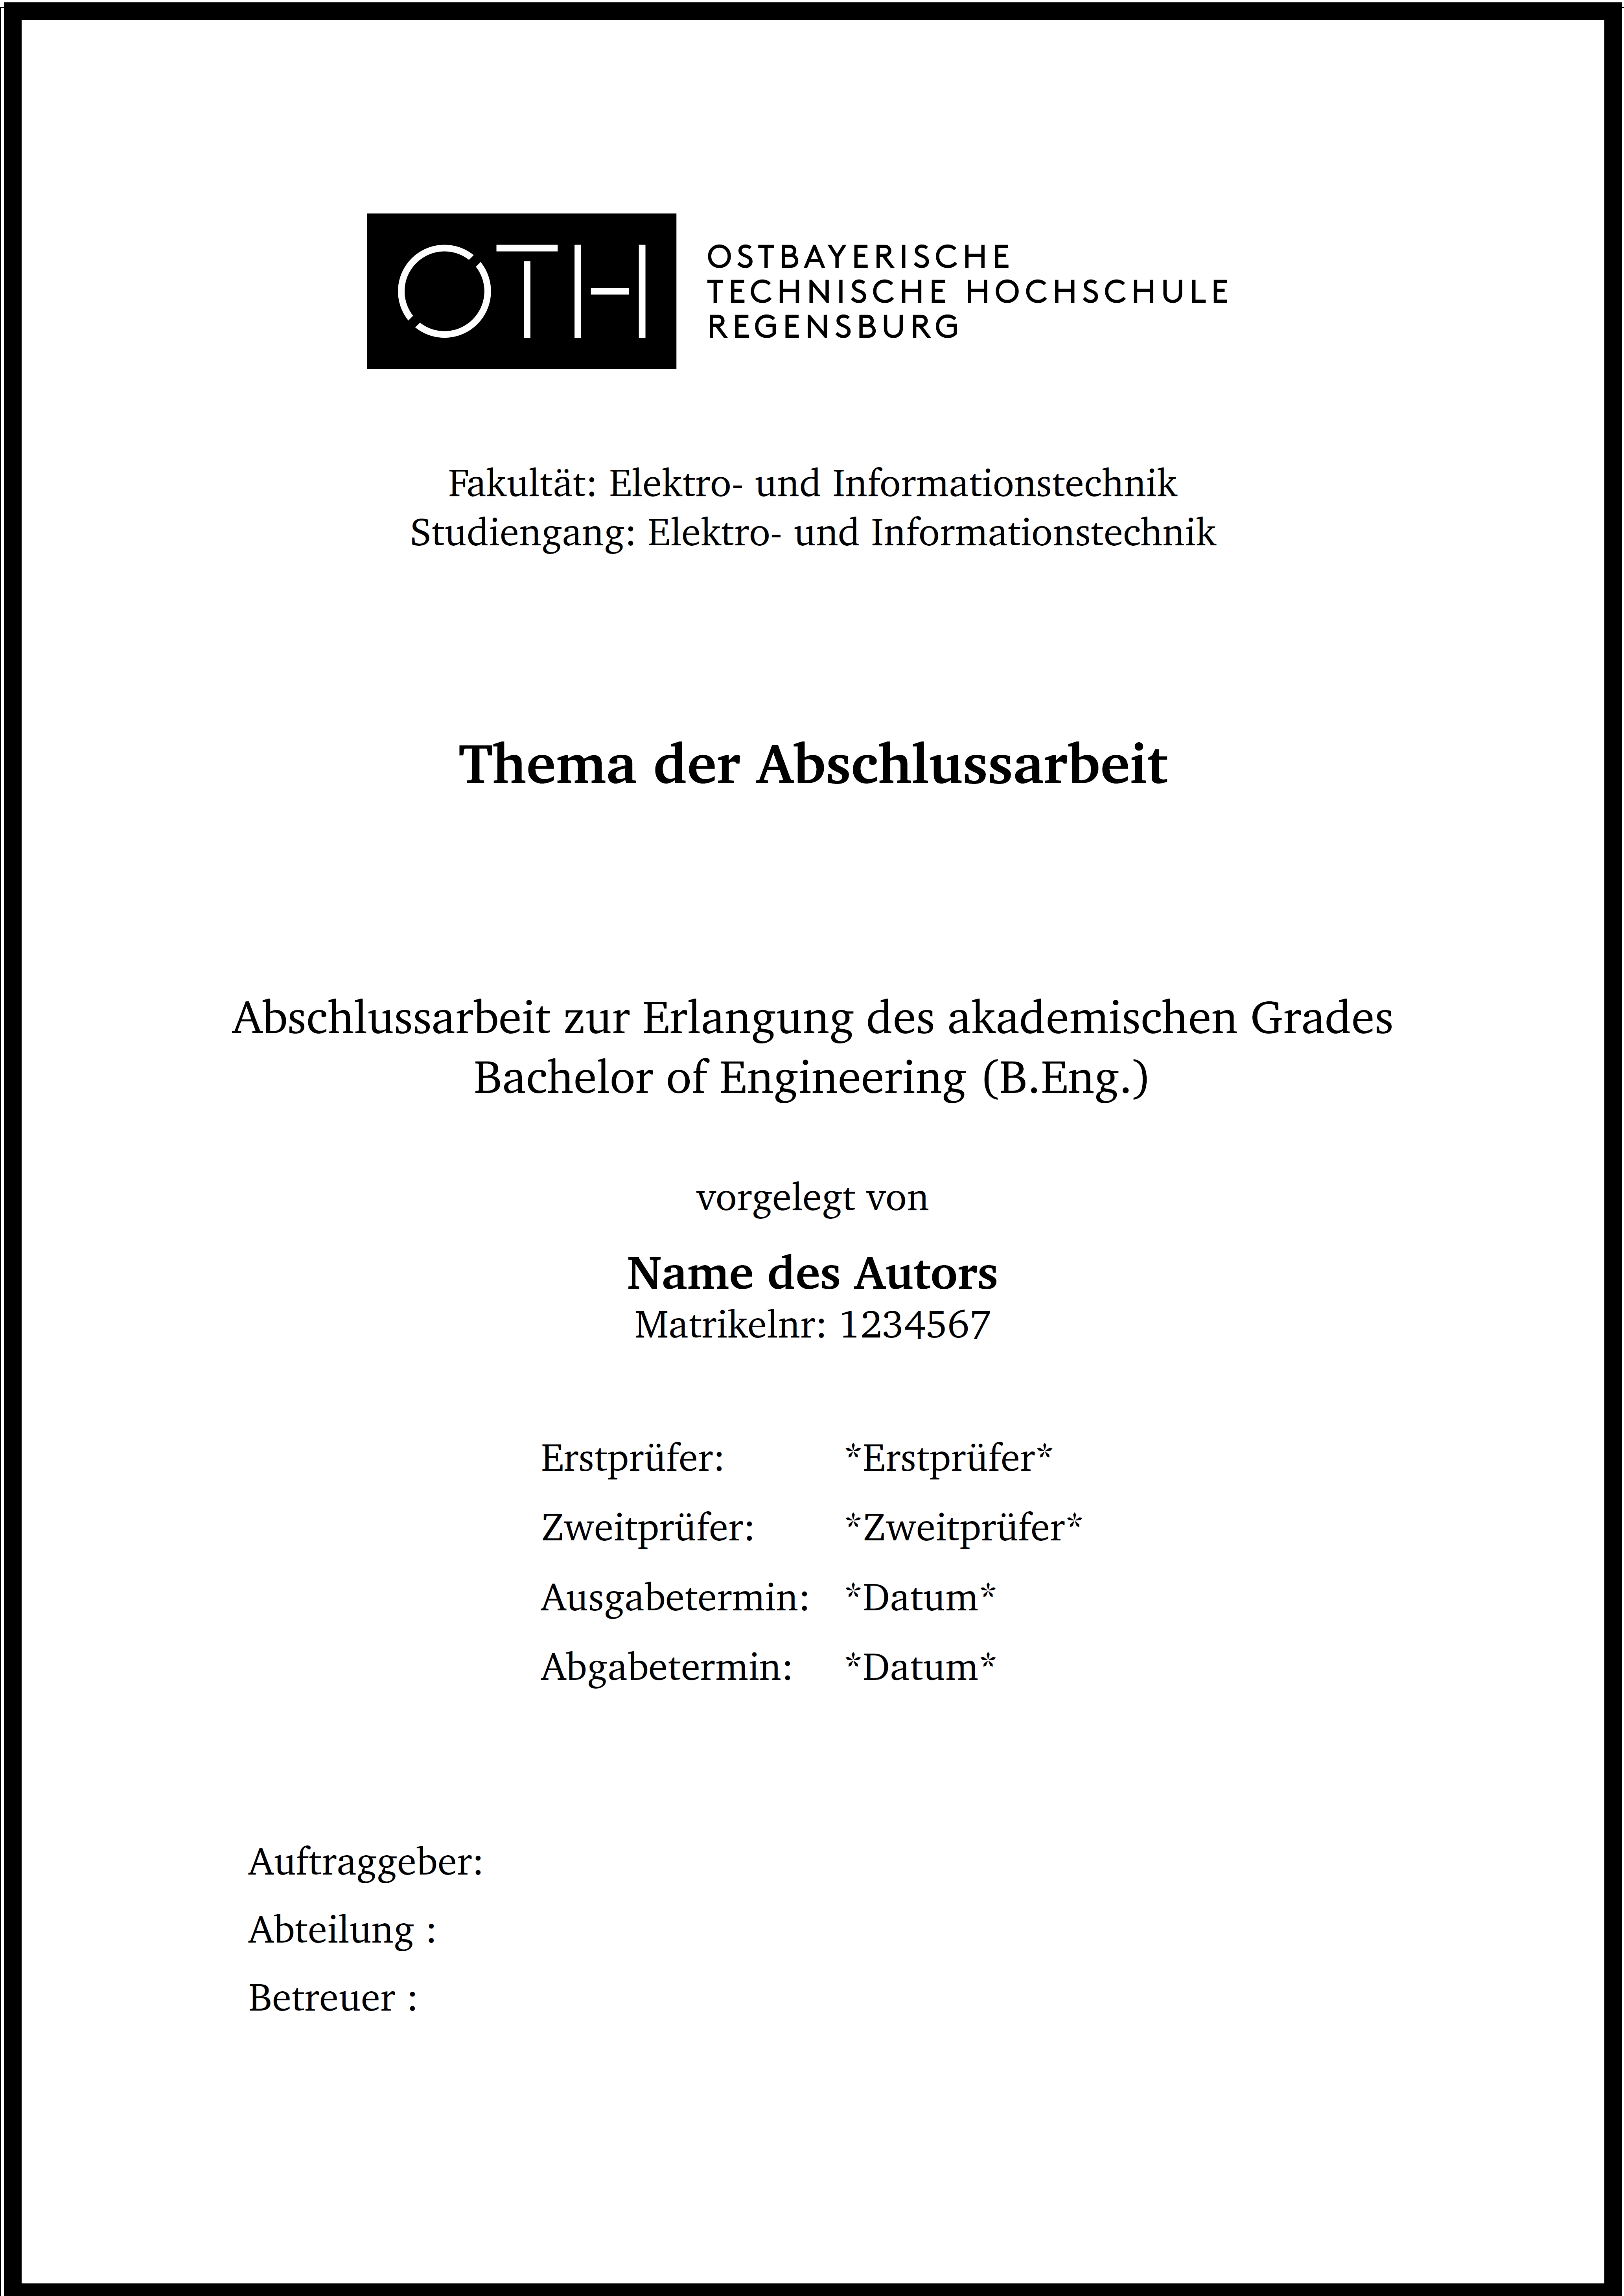 OTH
OSTBAYERISCHE
TECHNISCHE HOCHSCHULE
REGENSBURG
Fakultät: Elektro- und Informationstechnik
Studiengang: Elektro- und Informationstechnik
Thema der Abschlussarbeit
Abschlussarbeit zur Erlangung des akademischen Grades
Bachelor of Engineering (B.Eng.)
vorgelegt von
Name des Autors
Matrikelnr: 1234567
Erstprüfer: *Erstprüfer*
Zweitprüfer: *Zweitprüfer*
Ausgabetermin: *Datum*
Abgabetermin: *Datum*
Auftraggeber:
Abteilung :
Betreuer :